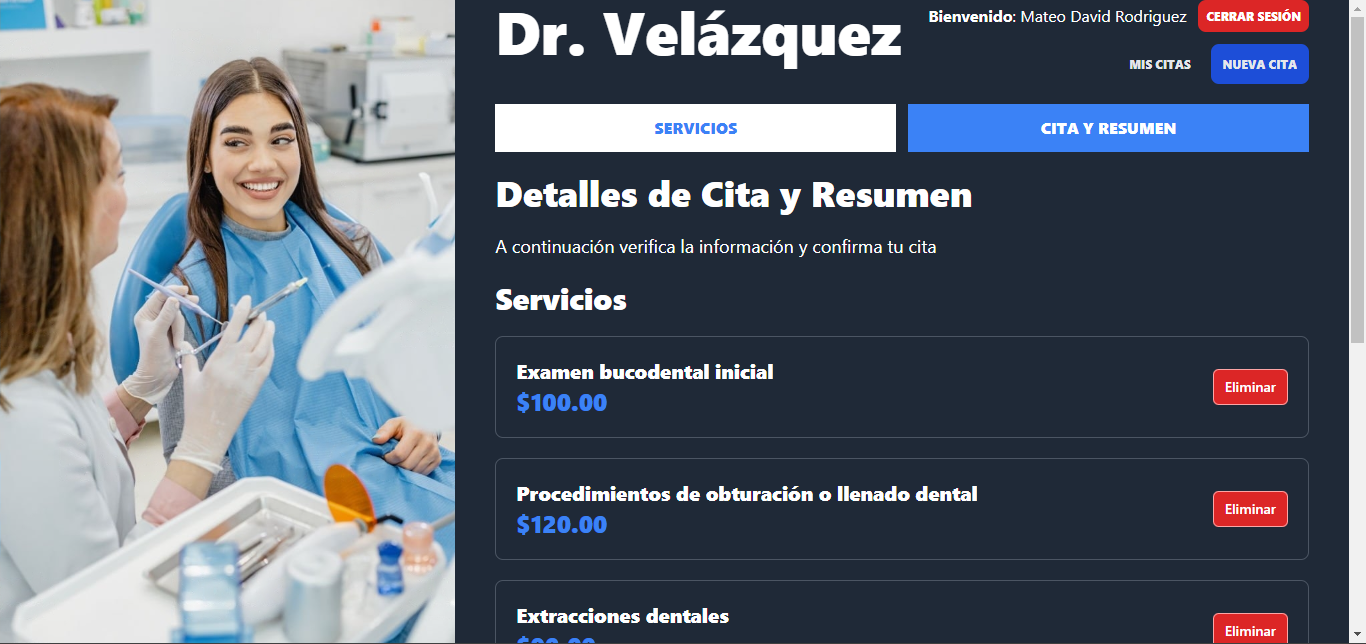 Dr. Velázquez
Bienvenido: Mateo David Rodriguez
CERRAR SESIÓN
MIS CITAS
NUEVA CITA
SERVICIOS
CITA Y RESUMEN
Detalles de Cita y Resumen
A continuación verifica la información y confirma tu cita
Servicios
Examen bucodental inicial
$100.00
Eliminar
Procedimientos de obturación o llenado dental
$120.00
Eliminar
Extracciones dentales
Eliminar